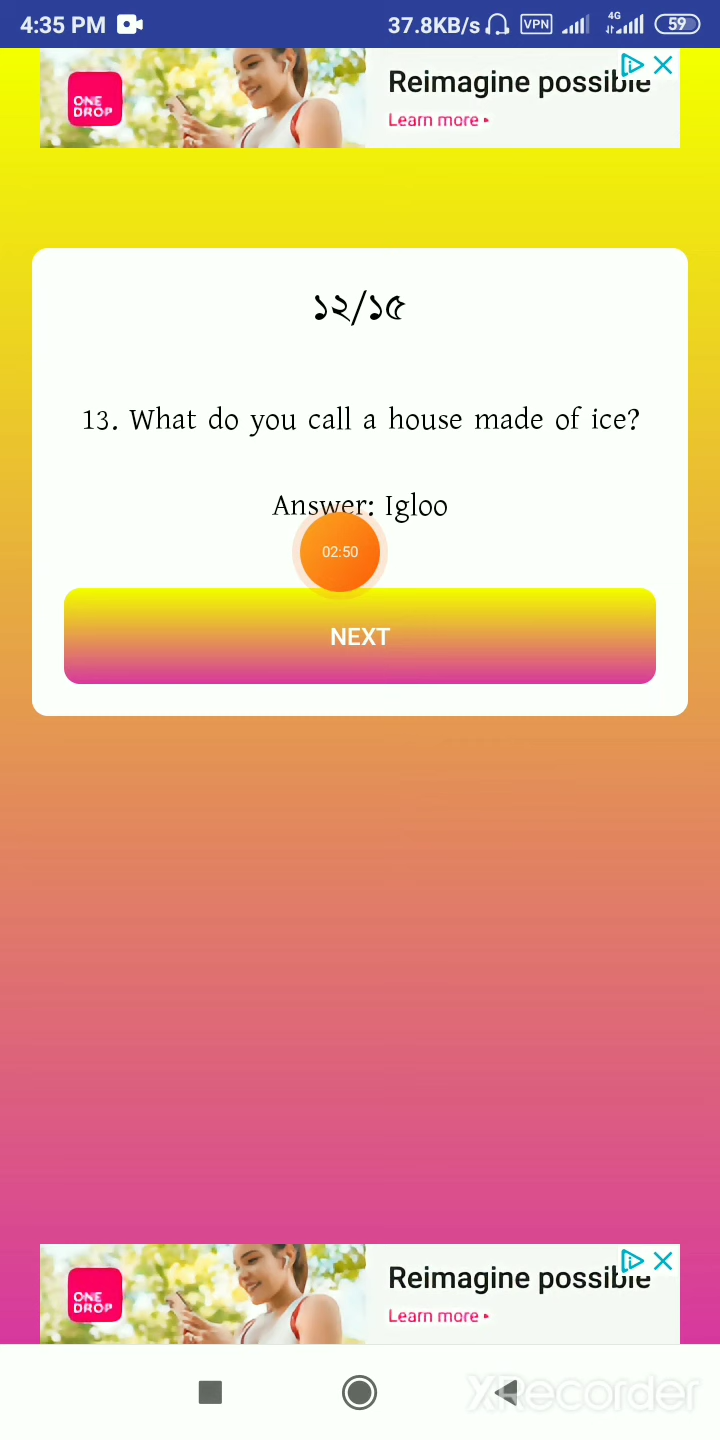 4:35 PM 37.8KB/s VPN 4G 59
ONE DROP Reimagine possible
Learn more
১২/১৫
13. What do you call a house made of ice?
Answer: Igloo
02:50
NEXT
ONE DROP Reimagine possible
Learn more
XRecorder